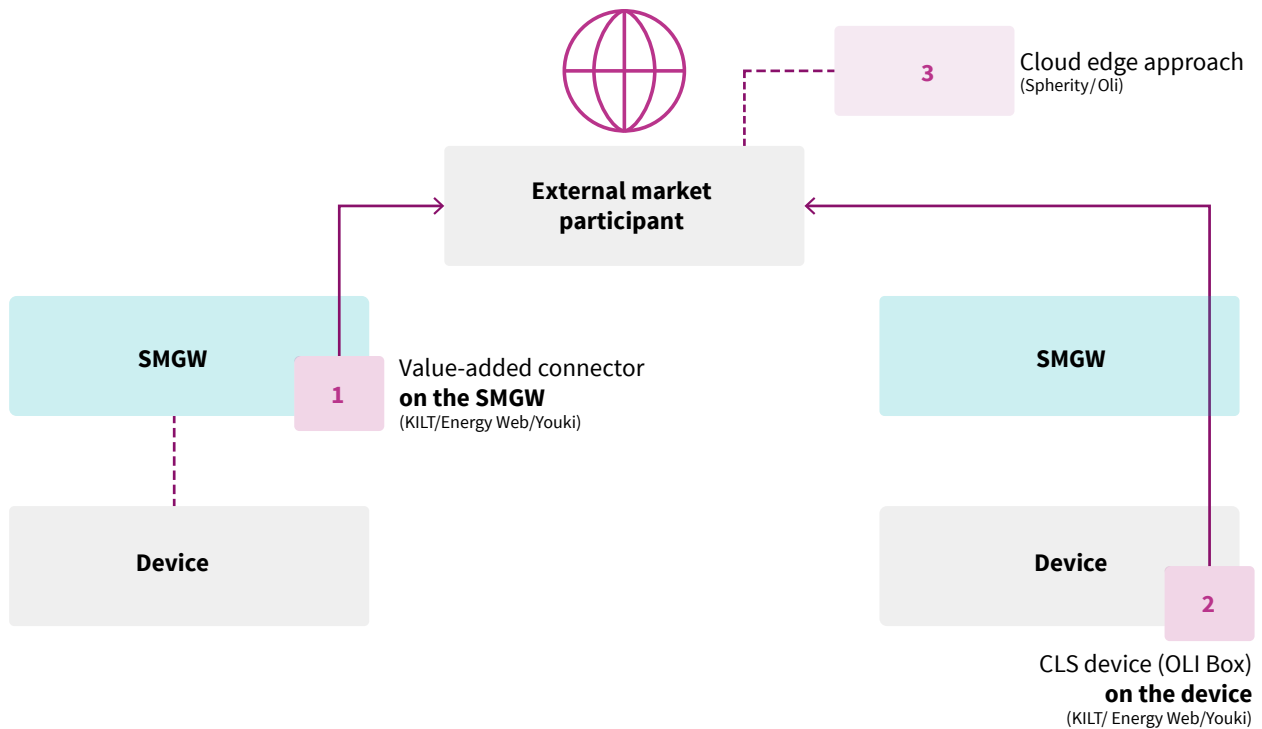 3
Cloud edge approach
(Spherity/Oli)
External market
participant
SMGW
1
Value-added connector
on the SMGW
(KILT/Energy Web/Youki)
SMGW
Device
Device
2
CLS device (OLI Box)
on the device
(KILT/ Energy Web/Youki)